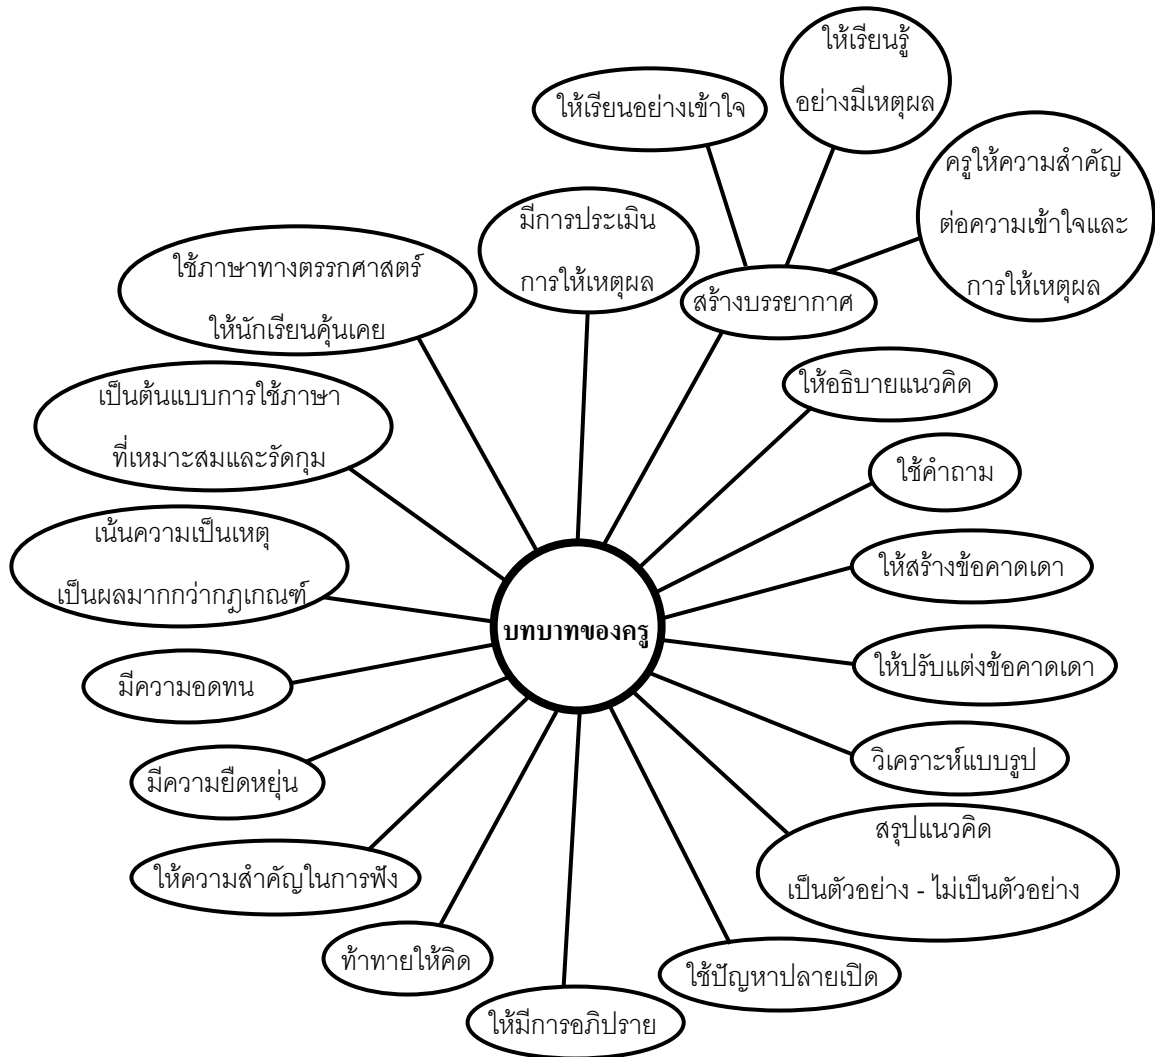 ให้เรียนรู้
อย่างมีเหตุผล
ให้เรียนอย่างเข้าใจ
ครูให้ความสำคัญ
ต่อความเข้าใจและ
การให้เหตุผล
มีการประเมิน
การให้เหตุผล
สร้างบรรยากาศ
ใช้ภาษาทางตรรกศาสตร์
ให้นักเรียนคุ้นเคย
ให้อธิบายแนวคิด
เป็นต้นแบบการใช้ภาษา
ที่เหมาะสมและรัดกุม
ใช้คำถาม
เน้นความเป็นเหตุ
เป็นผลมากกว่ากฎเกณฑ์
ให้สร้างข้อคาดเดา
บทบาทของครู
ให้ปรับแต่งข้อคาดเดา
มีความอดทน
วิเคราะห์แบบรูป
มีความยืดหยุ่น
สรุปแนวคิด
เป็นตัวอย่าง - ไม่เป็นตัวอย่าง
ให้ความสำคัญในการฟัง
ท้าทายให้คิด
ใช้ปัญหาปลายเปิด
ให้มีการอภิปราย